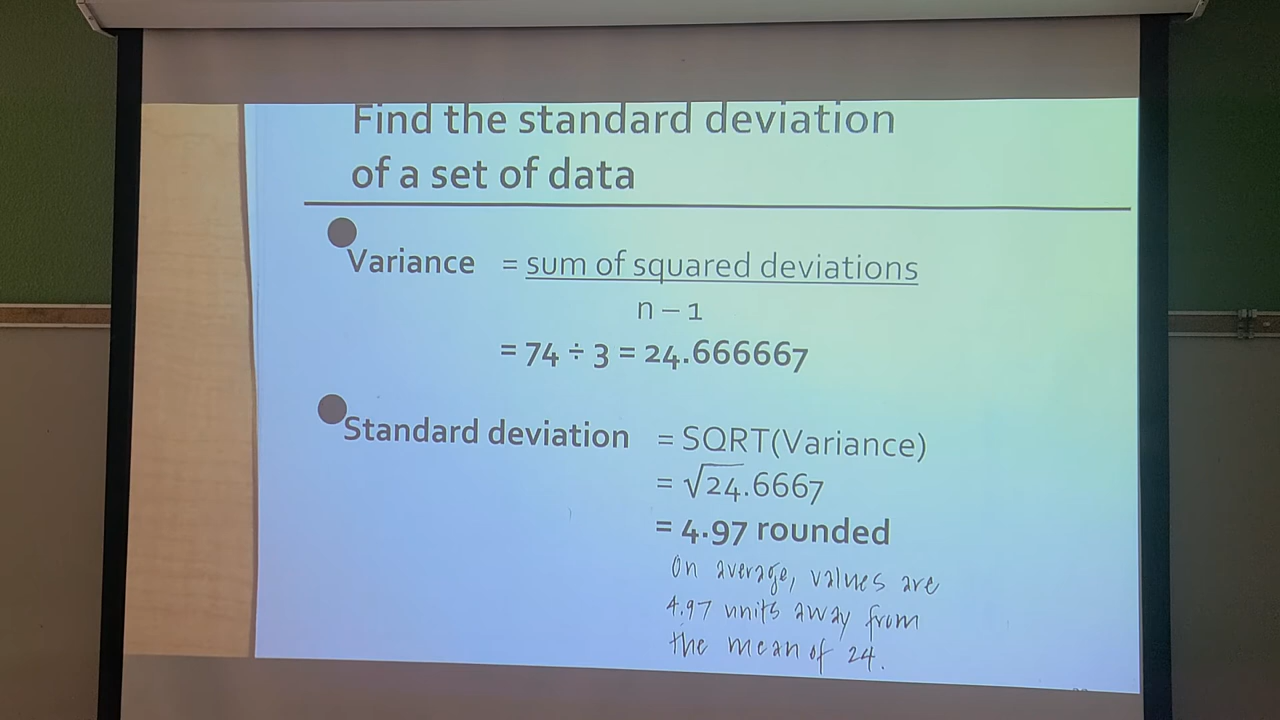 Find the standard deviation
of a set of data
Variance = sum of squared deviations
n – 1
= 74 ÷ 3 = 24.666667
Standard deviation = SQRT(Variance)
= √24.6667
= 4.97 rounded
On average, values are
4.97 units away from
the mean of 24.